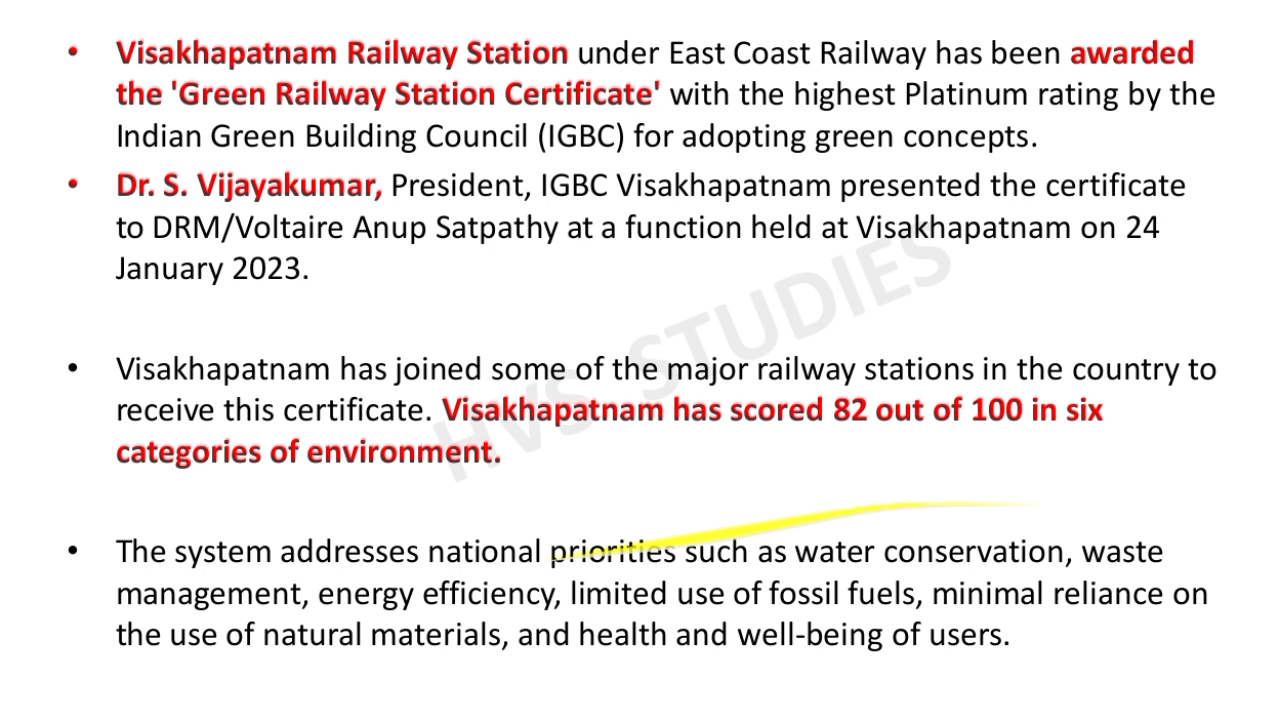 • Visakhapatnam Railway Station under East Coast Railway has been awarded
the 'Green Railway Station Certificate' with the highest Platinum rating by the
Indian Green Building Council (IGBC) for adopting green concepts.
• Dr. S. Vijayakumar, President, IGBC Visakhapatnam presented the certificate
to DRM/Voltaire Anup Satpathy at a function held at Visakhapatnam on 24
January 2023.
• Visakhapatnam has joined some of the major railway stations in the country to
receive this certificate. Visakhapatnam has scored 82 out of 100 in six
categories of environment.
• The system addresses national priorities such as water conservation, waste
management, energy efficiency, limited use of fossil fuels, minimal reliance on
the use of natural materials, and health and well-being of users.
HVS STUDIES